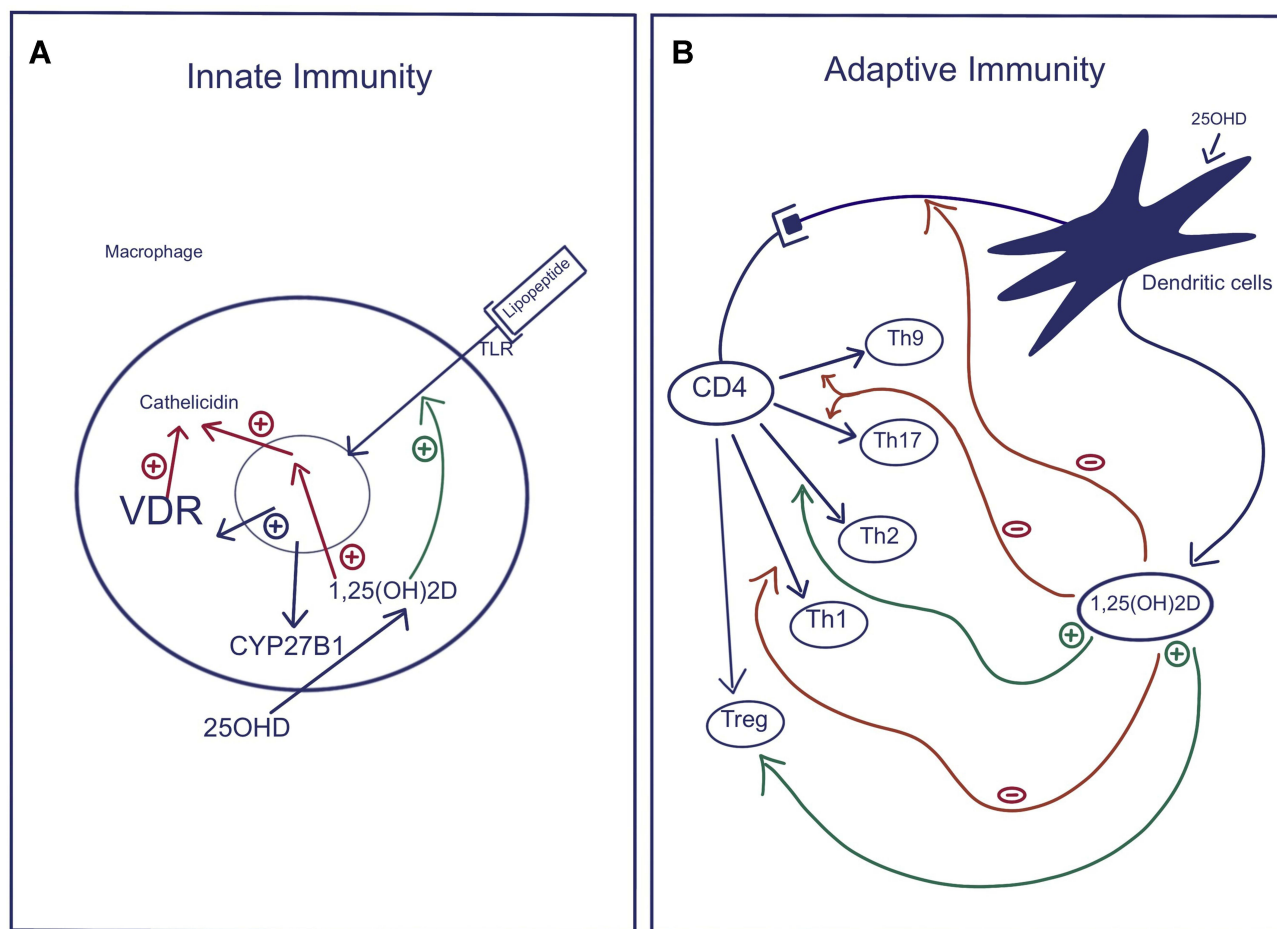 A
Innate Immunity
Macrophage
Lipopeptide
TLR
Cathelicidin
+
+
VDR
+
+
+
1,25(OH)2D
CYP27B1
25OHD
B
Adaptive Immunity
25OHD
Dendritic cells
Th9
CD4
Th17
-
Th2
-
1,25(OH)2D
Th1
+
+
Treg
-